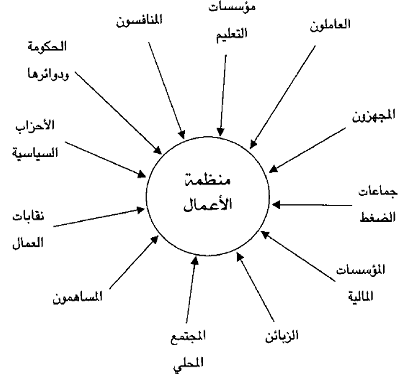 مؤسسات
التعليم
العاملون
المجهزون
جماعات
الضغط
المؤسسات
المالية
الزبائن
المجتمع
المحلي
المساهمون
نقابات
العمال
الأحزاب
السياسية
الحكومة
ودوائرها
المنافسون
منظمة
الأعمال